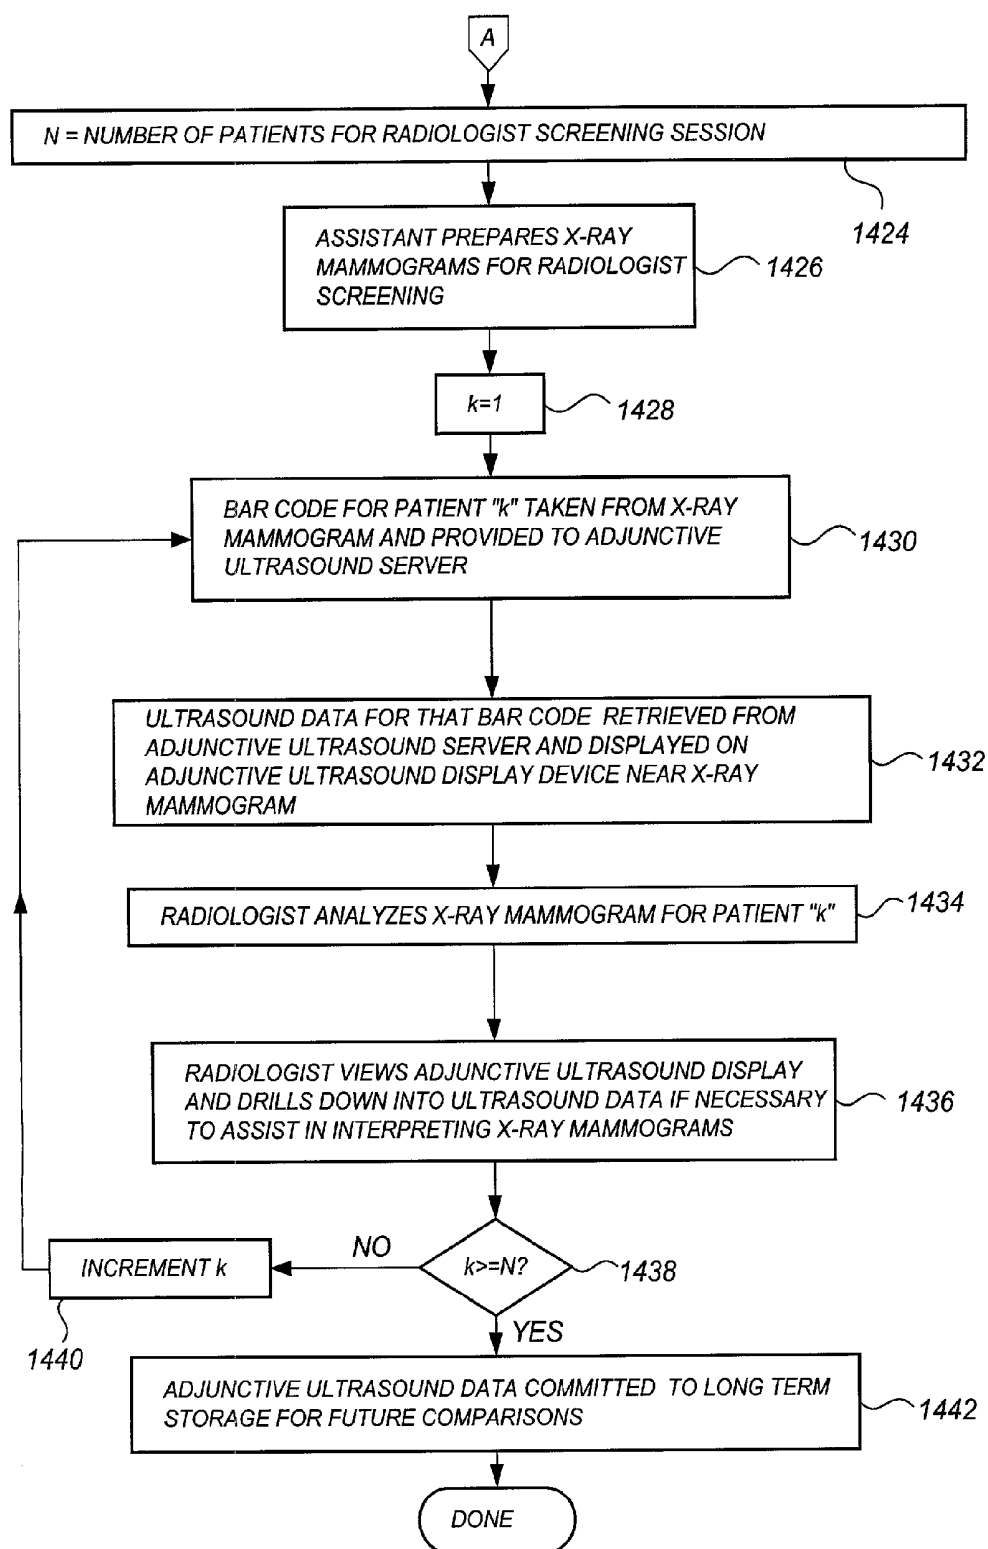 A
N = NUMBER OF PATIENTS FOR RADIOLOGIST SCREENING SESSION
1424
ASSISTANT PREPARES X-RAY
MAMMOGRAMS FOR RADIOLOGIST
SCREENING
1426
k=1
1428
BAR CODE FOR PATIENT "k" TAKEN FROM X-RAY
MAMMOGRAM AND PROVIDED TO ADJUNCTIVE
ULTRASOUND SERVER
1430
ULTRASOUND DATA FOR THAT BAR CODE RETRIEVED FROM
ADJUNCTIVE ULTRASOUND SERVER AND DISPLAYED ON
ADJUNCTIVE ULTRASOUND DISPLAY DEVICE NEAR X-RAY
MAMMOGRAM
1432
RADIOLOGIST ANALYZES X-RAY MAMMOGRAM FOR PATIENT "k"
1434
RADIOLOGIST VIEWS ADJUNCTIVE ULTRASOUND DISPLAY
AND DRILLS DOWN INTO ULTRASOUND DATA IF NECESSARY
TO ASSIST IN INTERPRETING X-RAY MAMMOGRAMS
1436
k>=N?
1438
NO
INCREMENT k
1440
YES
ADJUNCTIVE ULTRASOUND DATA COMMITTED TO LONG TERM
STORAGE FOR FUTURE COMPARISONS
1442
DONE